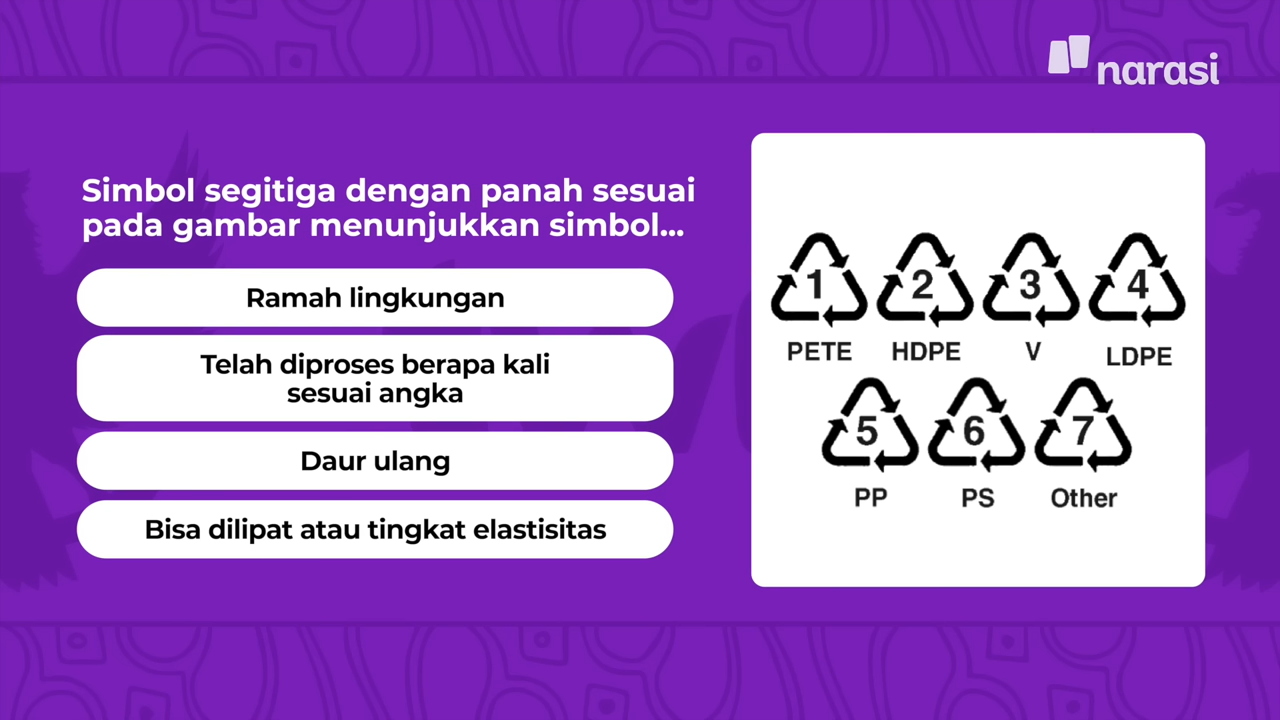 narasi
Simbol segitiga dengan panah sesuai
pada gambar menunjukkan simbol...
Ramah lingkungan
Telah diproses berapa kali
sesuai angka
Daur ulang
Bisa dilipat atau tingkat elastisitas
1 2 3 4
PETE HDPE V LDPE
5 6 7
PP PS Other